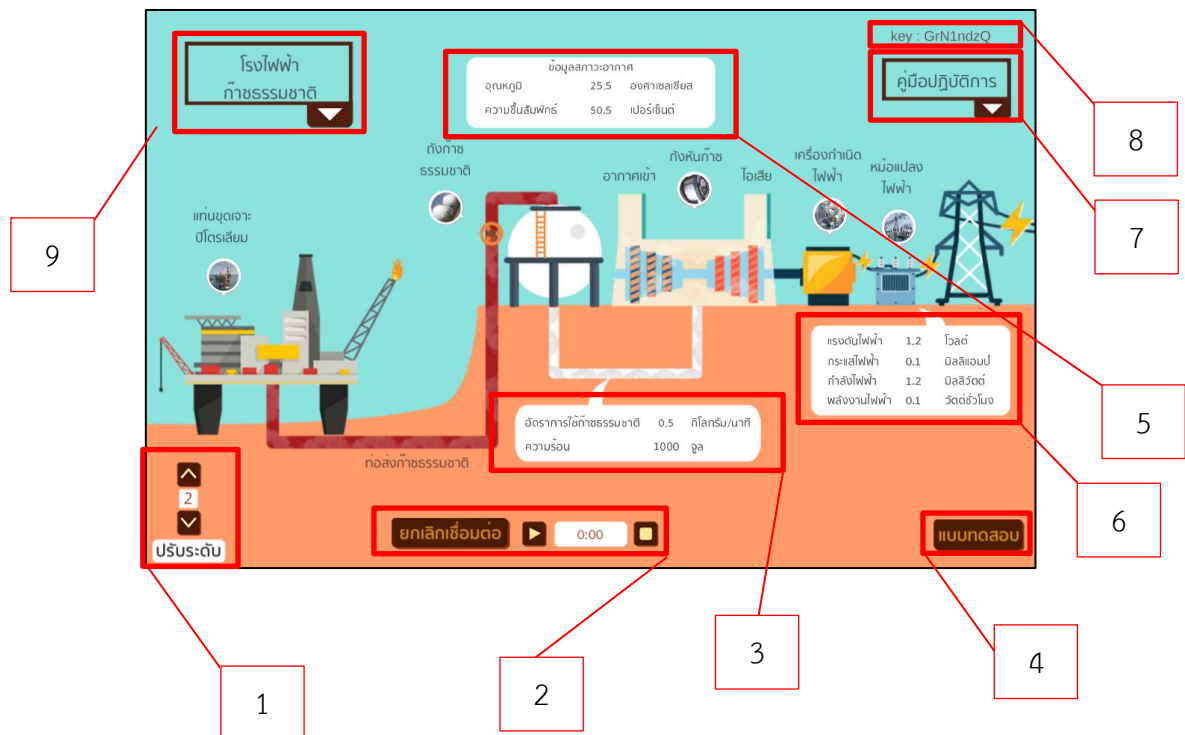 key : GrN1ndzQ
โรงไฟฟ้า
ก๊าซธรรมชาติ
ข้อมูลสภาวะอากาศ
อุณหภูมิ 25.5 องศาเซลเซียส
ความชื้นสัมพัทธ์ 50.5 เปอร์เซ็นต์
คู่มือปฏิบัติการ
8
ถังก๊าซ
ธรรมชาติ
อากาศเข้า
กังหันก๊าซ
ไอเสีย
เครื่องกำเนิด
ไฟฟ้า
หม้อแปลง
ไฟฟ้า
แท่นขุดเจาะ
ปิโตรเลียม
9
7
แรงดันไฟฟ้า 1.2 โวลต์
กระแสไฟฟ้า 0.1 มิลลิแอมป์
กำลังไฟฟ้า 1.2 มิลลิวัตต์
พลังงานไฟฟ้า 0.1 วัตต์ชั่วโมง
5
อัตราการใช้ก๊าซธรรมชาติ 0.5 กิโลกรัม/นาที
ความร้อน 1000 จูล
ท่อส่งก๊าซธรรมชาติ
6
2
ปรับระดับ
ยกเลิกเชื่อมต่อ 0:00
แบบทดสอบ
3
4
1
2